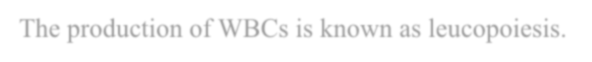 The production of WBCs is known as leucopoiesis.